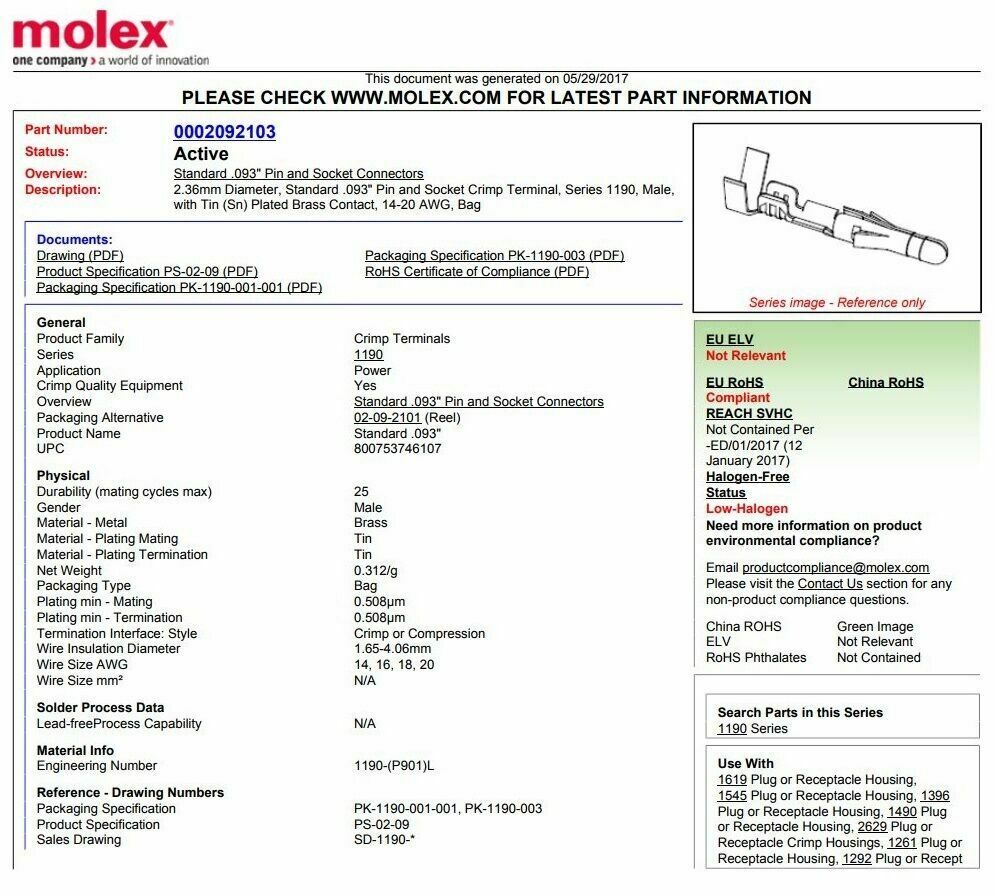 molex®
one company > a world of innovation
This document was generated on 05/29/2017
PLEASE CHECK WWW.MOLEX.COM FOR LATEST PART INFORMATION
Part Number: 0002092103
Status: Active
Overview: Standard .093" Pin and Socket Connectors
Description: 2.36mm Diameter, Standard .093" Pin and Socket Crimp Terminal, Series 1190, Male,
with Tin (Sn) Plated Brass Contact, 14-20 AWG, Bag
Documents:
Drawing (PDF) Packaging Specification PK-1190-003 (PDF)
Product Specification PS-02-09 (PDF) RoHS Certificate of Compliance (PDF)
Packaging Specification PK-1190-001-001 (PDF)
General
Product Family Crimp Terminals
Series 1190
Application Power
Crimp Quality Equipment Yes
Overview Standard .093" Pin and Socket Connectors
Packaging Alternative 02-09-2101 (Reel)
Product Name Standard .093"
UPC 800753746107
Physical
Durability (mating cycles max) 25
Gender Male
Material - Metal Brass
Material - Plating Mating Tin
Material - Plating Termination Tin
Net Weight 0.312/g
Packaging Type Bag
Plating min - Mating 0.508µm
Plating min - Termination 0.508µm
Termination Interface: Style Crimp or Compression
Wire Insulation Diameter 1.65-4.06mm
Wire Size AWG 14, 16, 18, 20
Wire Size mm² N/A
Solder Process Data
Lead-freeProcess Capability N/A
Material Info
Engineering Number 1190-(P901)L
Reference - Drawing Numbers
Packaging Specification PK-1190-001-001, PK-1190-003
Product Specification PS-02-09
Sales Drawing SD-1190-*
Series image - Reference only
EU ELV
Not Relevant
EU RoHS China RoHS
Compliant
REACH SVHC
Not Contained Per
-ED/01/2017 (12
January 2017)
Halogen-Free
Status
Low-Halogen
Need more information on product
environmental compliance?
Email productcompliance@molex.com
Please visit the Contact Us section for any
non-product compliance questions.
China ROHS Green Image
ELV Not Relevant
RoHS Phthalates Not Contained
Search Parts in this Series
1190 Series
Use With
1619 Plug or Receptacle Housing,
1545 Plug or Receptacle Housing, 1396
Plug or Receptacle Housing, 1490 Plug
or Receptacle Housing, 2629 Plug or
Receptacle Crimp Housings, 1261 Plug or
Receptacle Housing, 1292 Plug or Recept